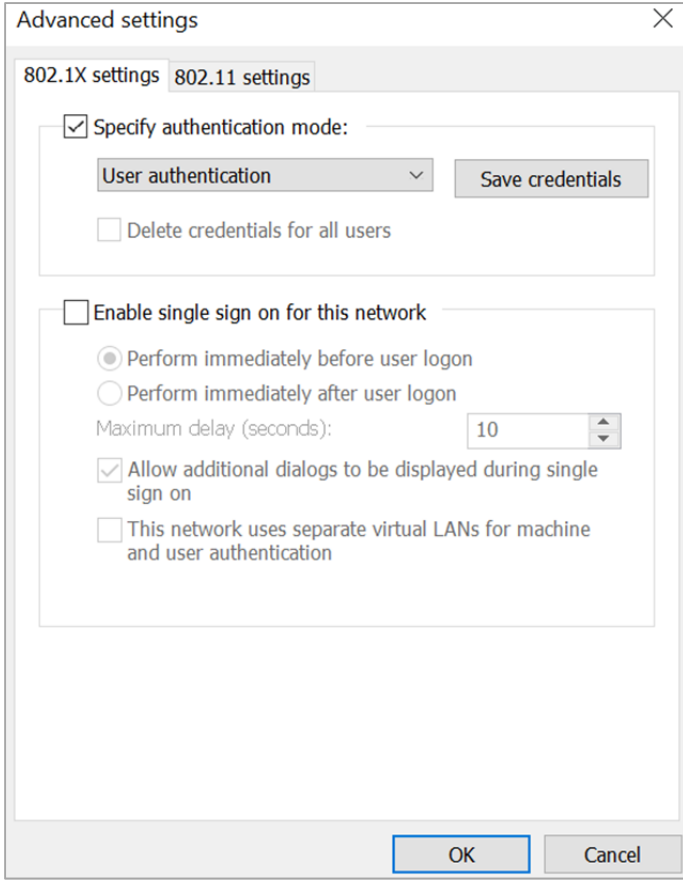 Advanced settings
802.1X settings
802.11 settings
Specify authentication mode:
User authentication
Save credentials
Delete credentials for all users
Enable single sign on for this network
Perform immediately before user logon
Perform immediately after user logon
Maximum delay (seconds):
10
Allow additional dialogs to be displayed during single
sign on
This network uses separate virtual LANs for machine
and user authentication
OK
Cancel